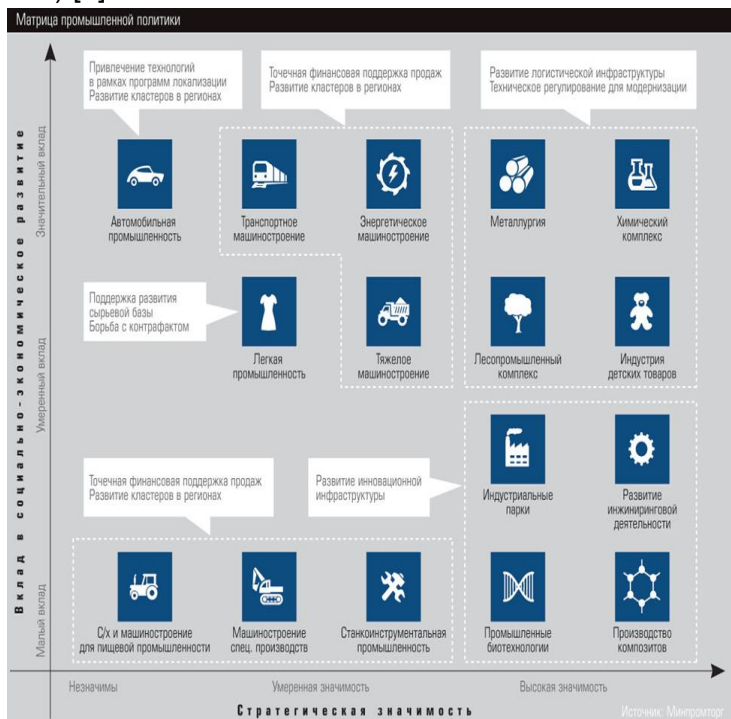 Матрица промышленной политики
Привлечение технологий
в рамках программ локализации
Развитие кластеров в регионах
Точечная финансовая поддержка продаж
Развитие кластеров в регионах
Развитие логистической инфраструктуры
Техническое регулирование для модернизации
Вклад в социально-экономическое развитие
Значительный вклад
Умеренный вклад
Малый вклад
Автомобильная
промышленность
Транспортное
машиностроение
Энергетическое
машиностроение
Металлургия
Химический
комплекс
Поддержка развития
сырьевой базы
Борьба с контрафактом
Легкая
промышленность
Тяжелое
машиностроение
Лесопромышленный
комплекс
Индустрия
детских товаров
Точечная финансовая поддержка продаж
Развитие кластеров в регионах
Развитие инновационной
инфраструктуры
Индустриальные
парки
Развитие
инжиниринговой
деятельности
С/х и машиностроение
для пищевой промышленности
Машиностроение
спец. производств
Станкоинструментальная
промышленность
Промышленные
биотехнологии
Производство
композитов
Незначимы
Умеренная значимость
Высокая значимость
Стратегическая значимость
Источник: Минпромторг